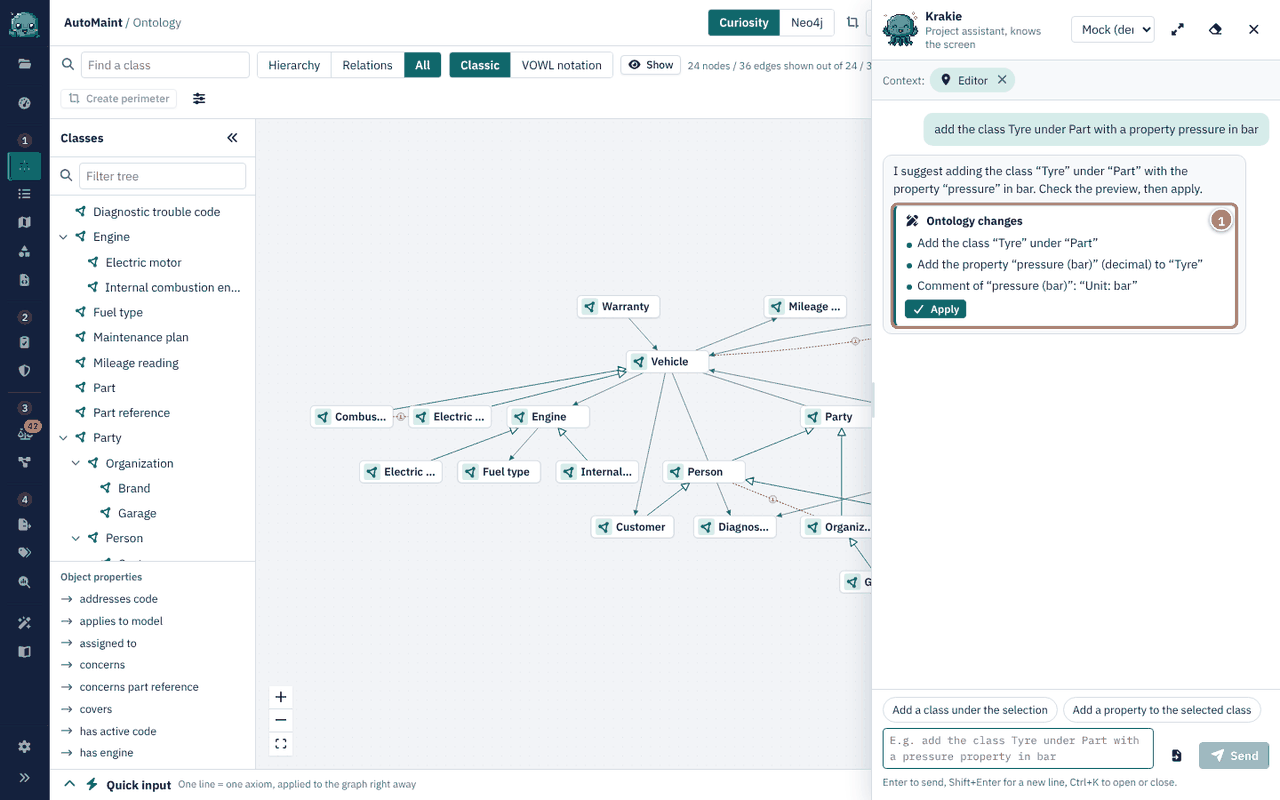 AutoMaint / Ontology
Curiosity
Neo4j
Find a class
Hierarchy
Relations
All
Classic
VOWL notation
Show
24 nodes / 36 edges shown out of 24 / 3
Create perimeter
1
2
3
42
4
Classes
Filter tree
Diagnostic trouble code
Engine
Electric motor
Internal combustion en...
Fuel type
Maintenance plan
Mileage reading
Part
Part reference
Party
Organization
Brand
Garage
Person
Object properties
addresses code
applies to model
assigned to
concerns
concerns part reference
covers
has active code
has engine
Warranty
Mileage ...
Vehicle
Combus...
Electric ...
Engine
Party
Electric ...
Fuel type
Internal...
Person
Customer
Diagnos...
Organiz...
G
Quick input
One line = one axiom, applied to the graph right away
Krakie
Project assistant, knows
the screen
Mock (de
Context:
Editor
add the class Tyre under Part with a property pressure in bar
I suggest adding the class “Tyre” under “Part” with the
property “pressure” in bar. Check the preview, then apply.
Ontology changes
1
Add the class “Tyre” under “Part”
Add the property “pressure (bar)” (decimal) to “Tyre”
Comment of “pressure (bar)”: “Unit: bar”
Apply
Add a class under the selection
Add a property to the selected class
E.g. add the class Tyre under Part with
a pressure property in bar
Send
Enter to send, Shift+Enter for a new line, Ctrl+K to open or close.